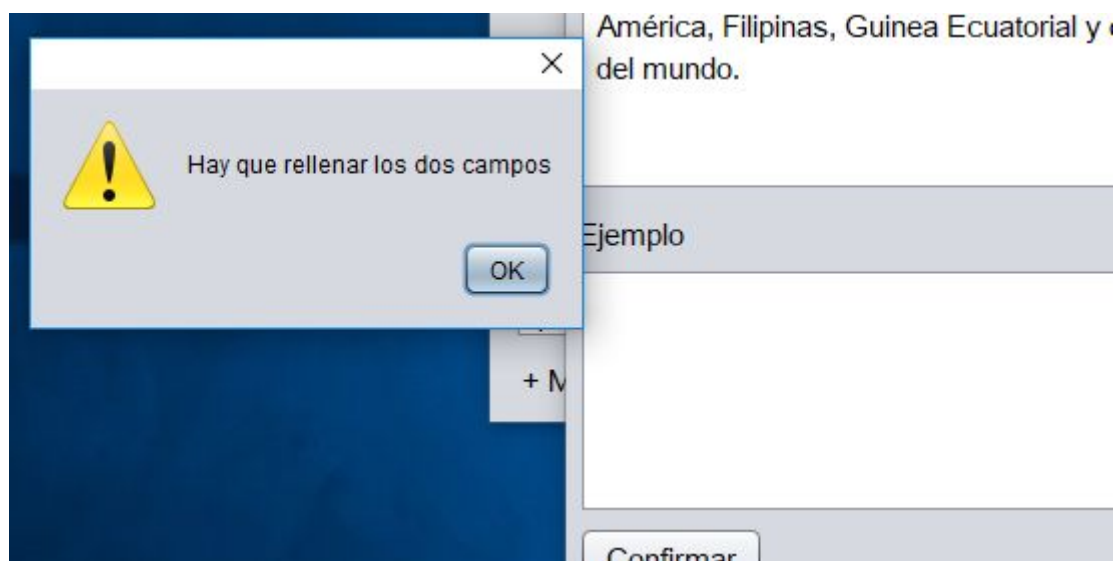 América, Filipinas, Guinea Ecuatorial y
del mundo.
Hay que rellenar los dos campos
OK
Ejemplo
+
Confirmar